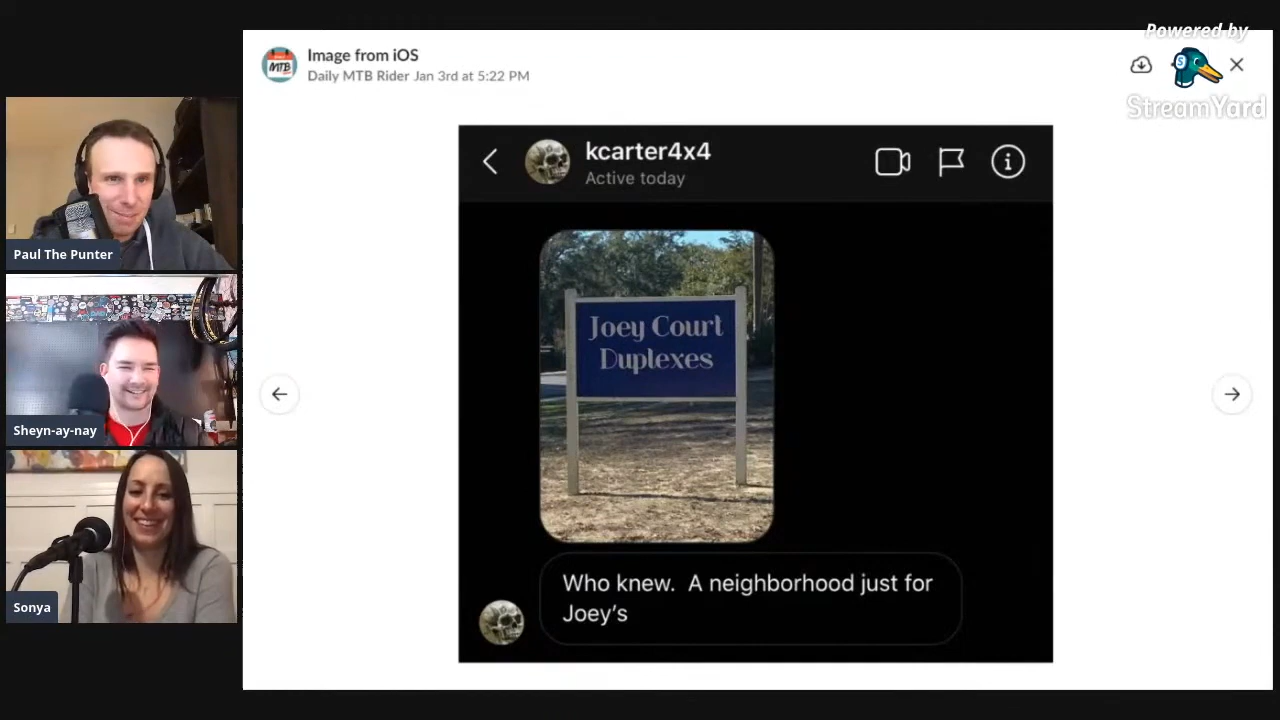 Powered by
StreamYard
MTB
Image from iOS
Daily MTB Rider Jan 3rd at 5:22 PM
kcarter4x4
Active today
Joey Court
Duplexes
Who knew. A neighborhood just for
Joey's
Paul The Punter
Sheyn-ay-nay
Sonya